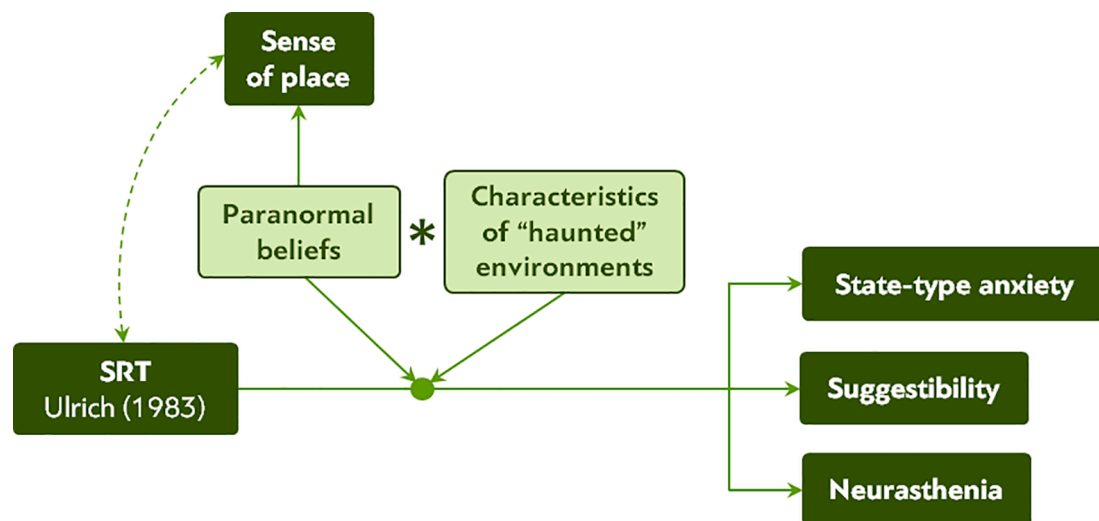 Sense
of place
Paranormal
beliefs
*
Characteristics
of “haunted”
environments
State-type anxiety
SRT
Ulrich (1983)
Suggestibility
Neurasthenia